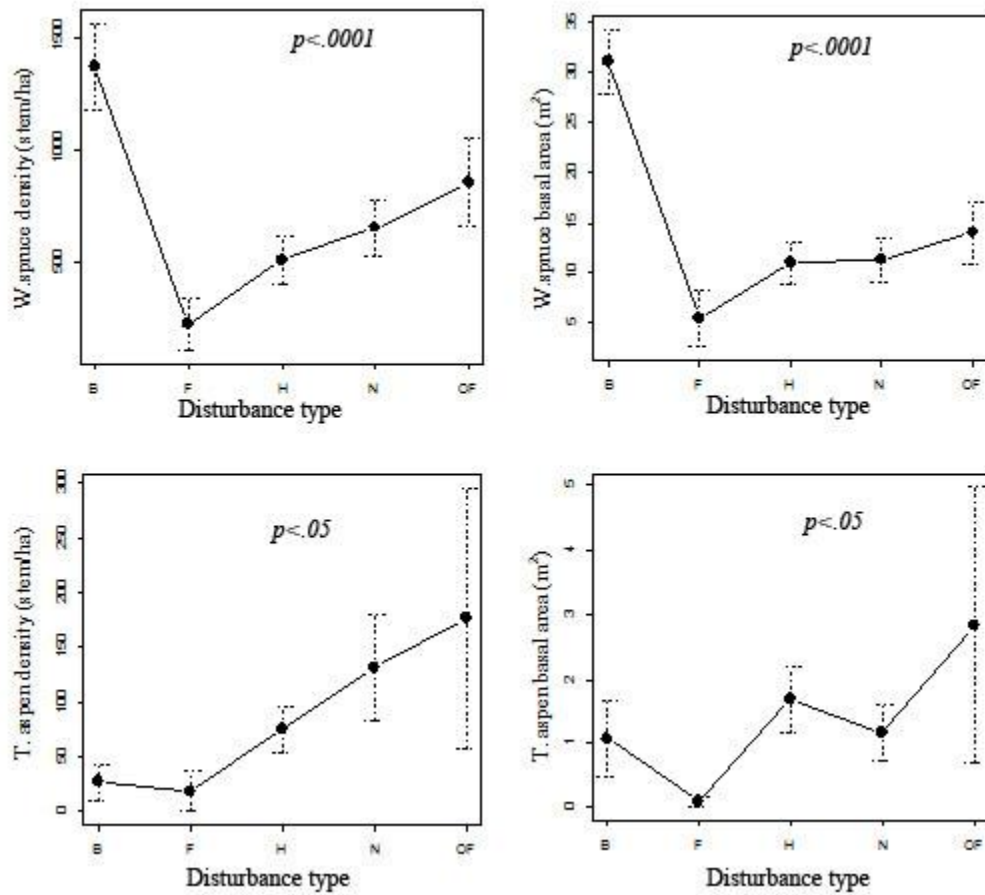 W.spruce density (stem/ha)
1500
1000
500
p<.0001
B F H N OF
Disturbance type
W.spruce basal area (m²)
35
30
25
20
15
10
5
p<.0001
B F H N OF
Disturbance type
T. aspen density (stem/ha)
300
250
200
150
100
50
0
p<.05
B F H N OF
Disturbance type
T. aspen basal area (m²)
5
4
3
2
1
0
p<.05
B F H N OF
Disturbance type